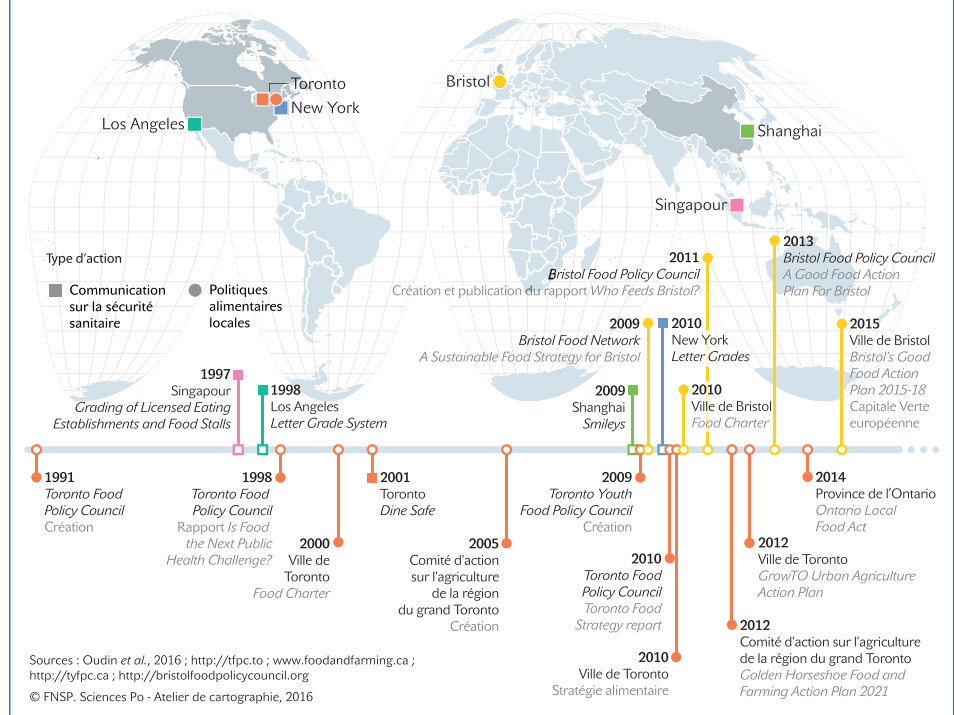 Toronto
New York
Los Angeles
Bristol
Shanghai
Singapour
Type d'action
Communication
sur la sécurité
sanitaire
Politiques
alimentaires
locales
1997
Singapour
Grading of Licensed Eating
Establishments and Food Stalls
1998
Los Angeles
Letter Grade System
2009
Bristol Food Network
A Sustainable Food Strategy for Bristol
2009
Shanghai
Smileys
2010
New York
Letter Grades
2010
Ville de Bristol
Food Charter
2011
Bristol Food Policy Council
Création et publication du rapport Who Feeds Bristol?
2013
Bristol Food Policy Council
A Good Food Action
Plan For Bristol
2015
Ville de Bristol
Bristol's Good
Food Action
Plan 2015-18
Capitale Verte
européenne
1991
Toronto Food
Policy Council
Création
1998
Toronto Food
Policy Council
Rapport Is Food
the Next Public
Health Challenge?
2000
Ville de
Toronto
Food Charter
2001
Toronto
Dine Safe
2005
Comité d'action
sur l'agriculture
de la région
du grand Toronto
Création
2009
Toronto Youth
Food Policy Council
Création
2010
Toronto Food
Policy Council
Toronto Food
Strategy report
2010
Ville de Toronto
Stratégie alimentaire
2012
Comité d'action sur l'agriculture
de la région du grand Toronto
Golden Horseshoe Food and
Farming Action Plan 2021
2012
Ville de Toronto
GrowTO Urban Agriculture
Action Plan
2014
Province de l'Ontario
Ontario Local
Food Act
Sources : Oudin et al., 2016 ; http://tfpc.to ; www.foodandfarming.ca ;
http://tyfpc.ca ; http://bristolfoodpolicycouncil.org
© FNSP. Sciences Po - Atelier de cartographie, 2016